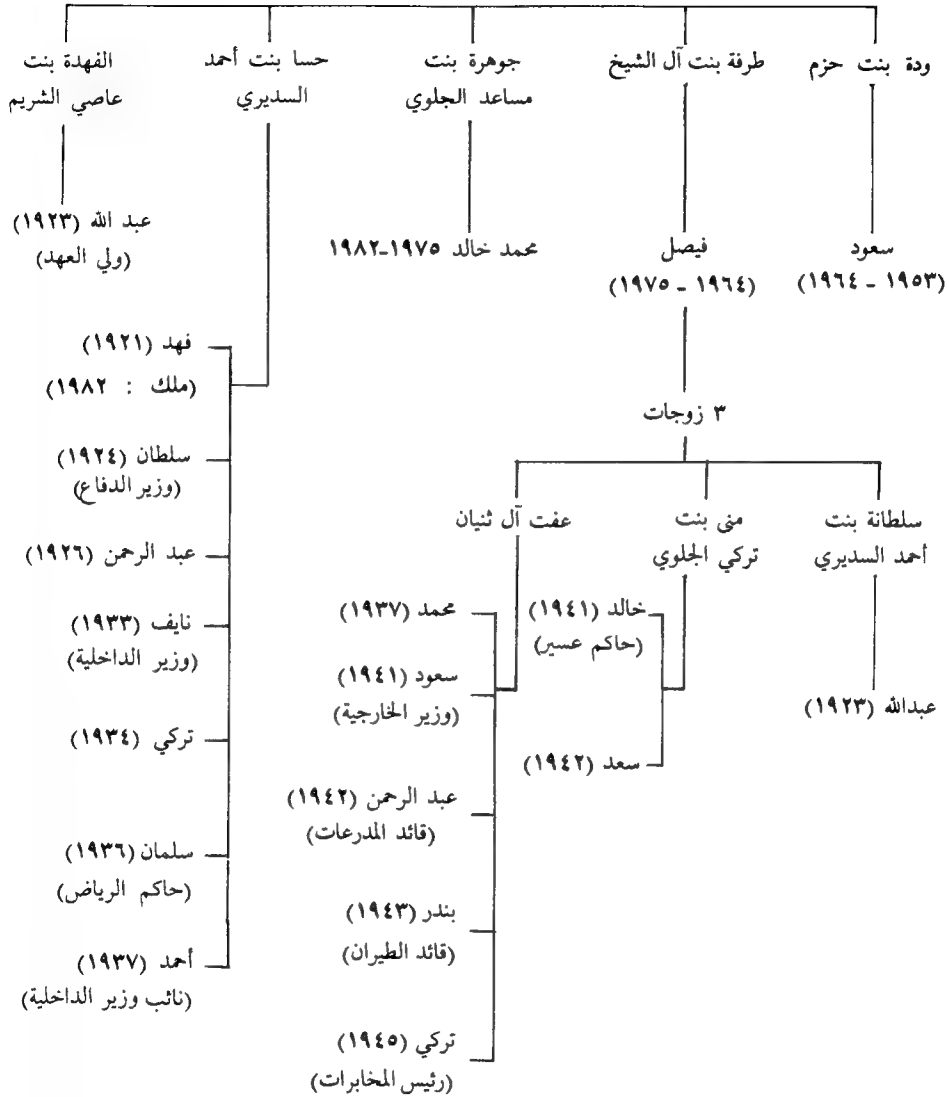 ودة بنت حزم
طرفة بنت آل الشيخ
جوهرة بنت
مساعد الجلوي
حسا بنت أحمد
السديري
الفهدة بنت
عاصي الشريم
سعود
(١٩٥٣ - ١٩٦٤)
فيصل
(١٩٦٤ - ١٩٧٥)
محمد خالد ١٩٧٥-١٩٨٢
عبد الله (١٩٢٣)
(ولي العهد)
فهد (١٩٢١)
(ملك : ١٩٨٢)
سلطان (١٩٢٤)
(وزير الدفاع)
عبد الرحمن (١٩٢٦)
نايف (١٩٣٣)
(وزير الداخلية)
تركي (١٩٣٤)
سلمان (١٩٣٦)
(حاكم الرياض)
أحمد (١٩٣٧)
(نائب وزير الداخلية)
٣ زوجات
سلطانة بنت
أحمد السديري
منى بنت
تركي الجلوي
عفت آل ثنيان
عبدالله (١٩٢٣)
خالد (١٩٤١)
(حاكم عسير)
سعد (١٩٤٢)
محمد (١٩٣٧)
سعود (١٩٤١)
(وزير الخارجية)
عبد الرحمن (١٩٤٢)
(قائد المدرعات)
بندر (١٩٤٣)
(قائد الطيران)
تركي (١٩٤٥)
(رئيس المخابرات)